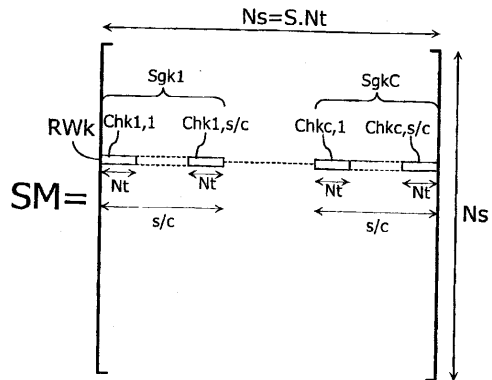 Ns=S.Nt
Sgk1 SgkC
RWk Chk1,1 Chk1,s/c Chkc,1 Chkc,s/c
Nt Nt Nt Nt
SM= Ns
s/c s/c